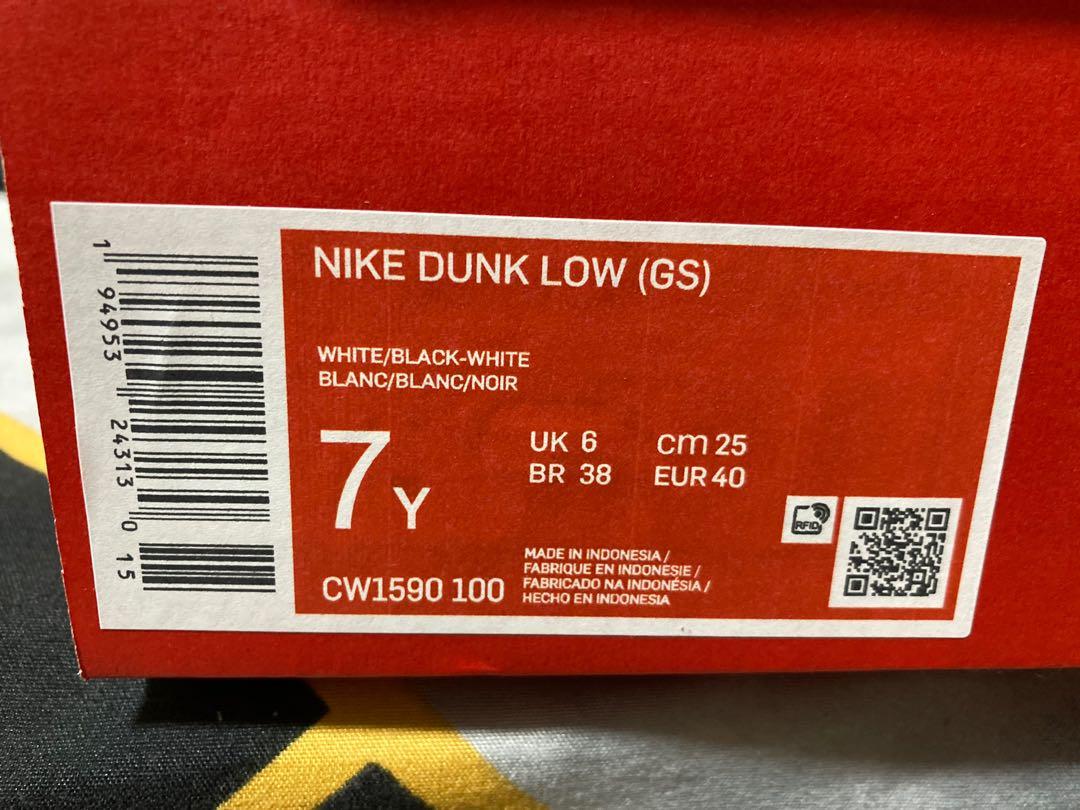 NIKE DUNK LOW (GS)
WHITE/BLACK-WHITE
BLANC/BLANC/NOIR
7Y
UK 6 cm 25
BR 38 EUR 40
CW1590 100
MADE IN INDONESIA /
FABRIQUE EN INDONESIE /
FABRICADO NA INDONÉSIA /
HECHO EN INDONESIA
RFID
1 94953 24313 0 15